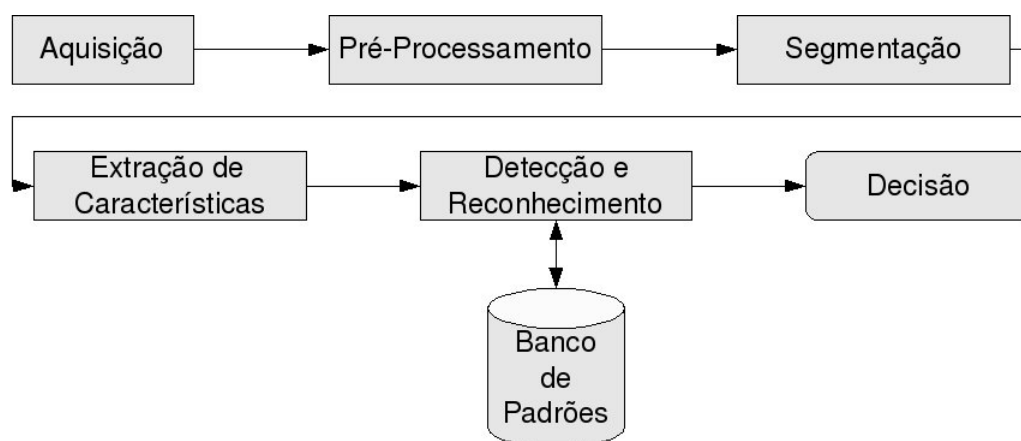 Aquisição
Pré-Processamento
Segmentação
Extração de
Características
Detecção e
Reconhecimento
Decisão
Banco
de
Padrões